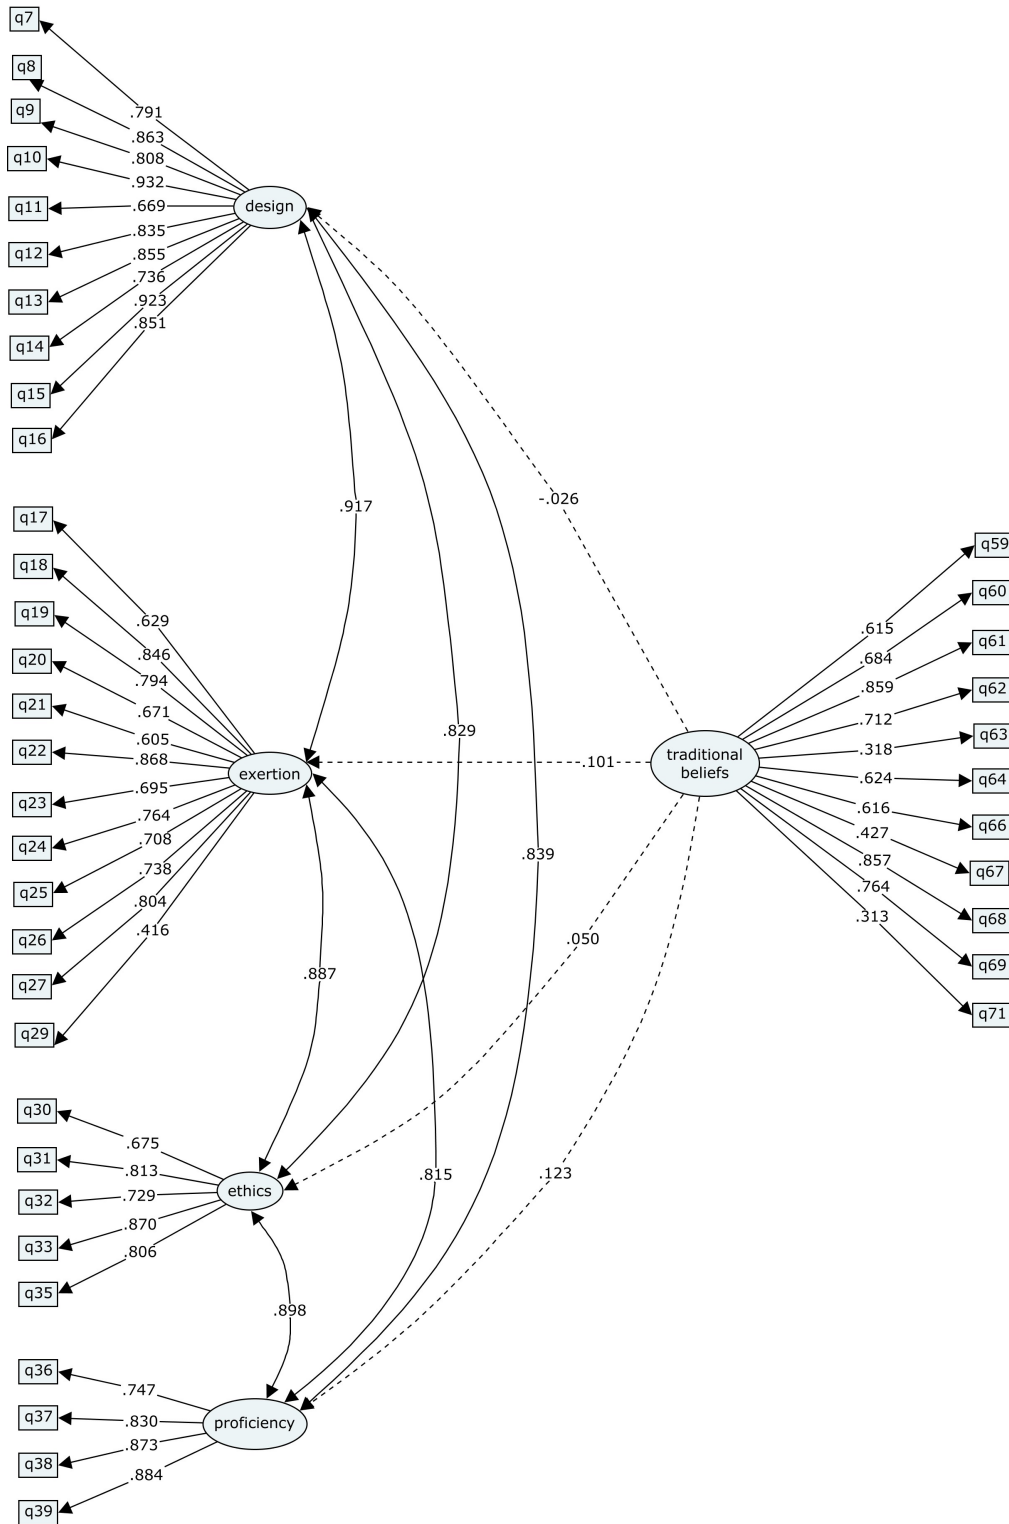 q7
q8
q9
q10
q11
q12
q13
q14
q15
q16
.791
.863
.808
.932
.669
.835
.855
.736
.923
.851
design
q17
q18
q19
q20
q21
q22
q23
q24
q25
q26
q27
q29
.629
.846
.794
.671
.605
.868
.695
.764
.708
.738
.804
.416
exertion
q30
q31
q32
q33
q35
.675
.813
.729
.870
.806
ethics
q36
q37
q38
q39
.747
.830
.873
.884
proficiency
.917
.829
.839
.887
.815
.898
-.026
.101
.050
.123
traditional
beliefs
.615
.684
.859
.712
.318
.624
.616
.427
.857
.764
.313
q59
q60
q61
q62
q63
q64
q66
q67
q68
q69
q71